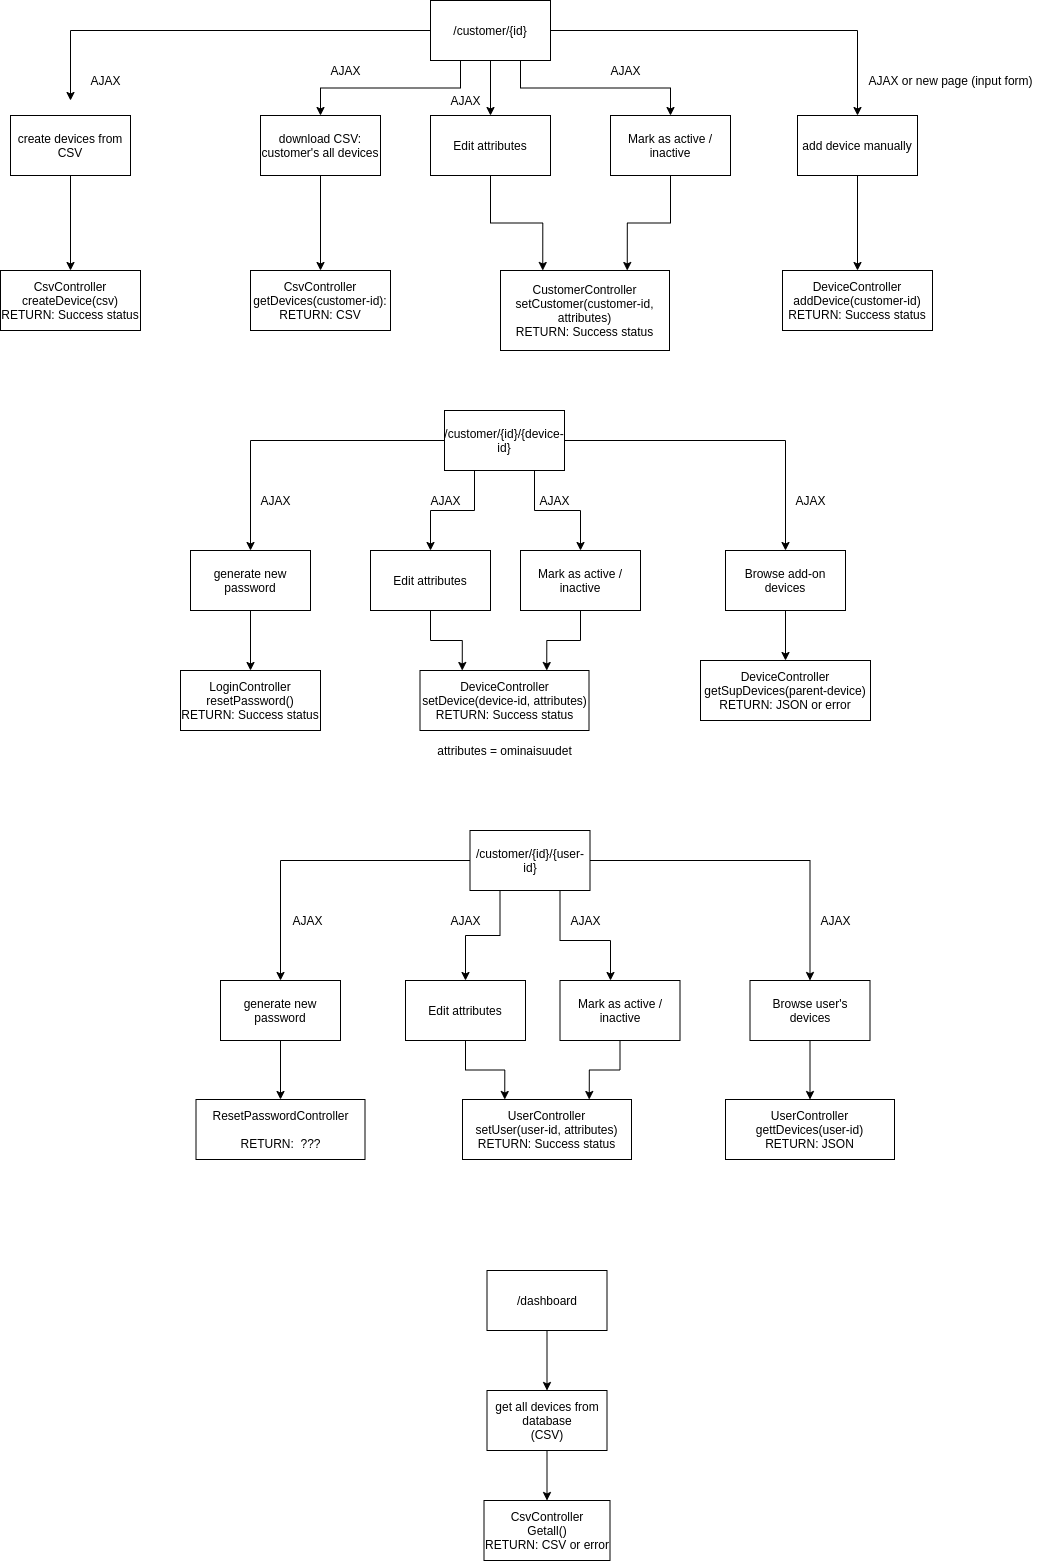 /customer/{id}
AJAX
AJAX
AJAX
AJAX
AJAX or new page (input form)
create devices from
CSV
download CSV:
customer's all devices
Edit attributes
Mark as active /
inactive
add device manually
CsvController
createDevice(csv)
RETURN: Success status
CsvController
getDevices(customer-id):
RETURN: CSV
CustomerController
setCustomer(customer-id,
attributes)
RETURN: Success status
DeviceController
addDevice(customer-id)
RETURN: Success status
/customer/{id}/{device-
id}
AJAX
AJAX
AJAX
AJAX
generate new
password
Edit attributes
Mark as active /
inactive
Browse add-on
devices
LoginController
resetPassword()
RETURN: Success status
DeviceController
setDevice(device-id, attributes)
RETURN: Success status
DeviceController
getSupDevices(parent-device)
RETURN: JSON or error
attributes = ominaisuudet
/customer/{id}/{user-
id}
AJAX
AJAX
AJAX
AJAX
generate new
password
Edit attributes
Mark as active /
inactive
Browse user's
devices
ResetPasswordController
RETURN: ???
UserController
setUser(user-id, attributes)
RETURN: Success status
UserController
gettDevices(user-id)
RETURN: JSON
/dashboard
get all devices from
database
(CSV)
CsvController
Getall()
RETURN: CSV or error